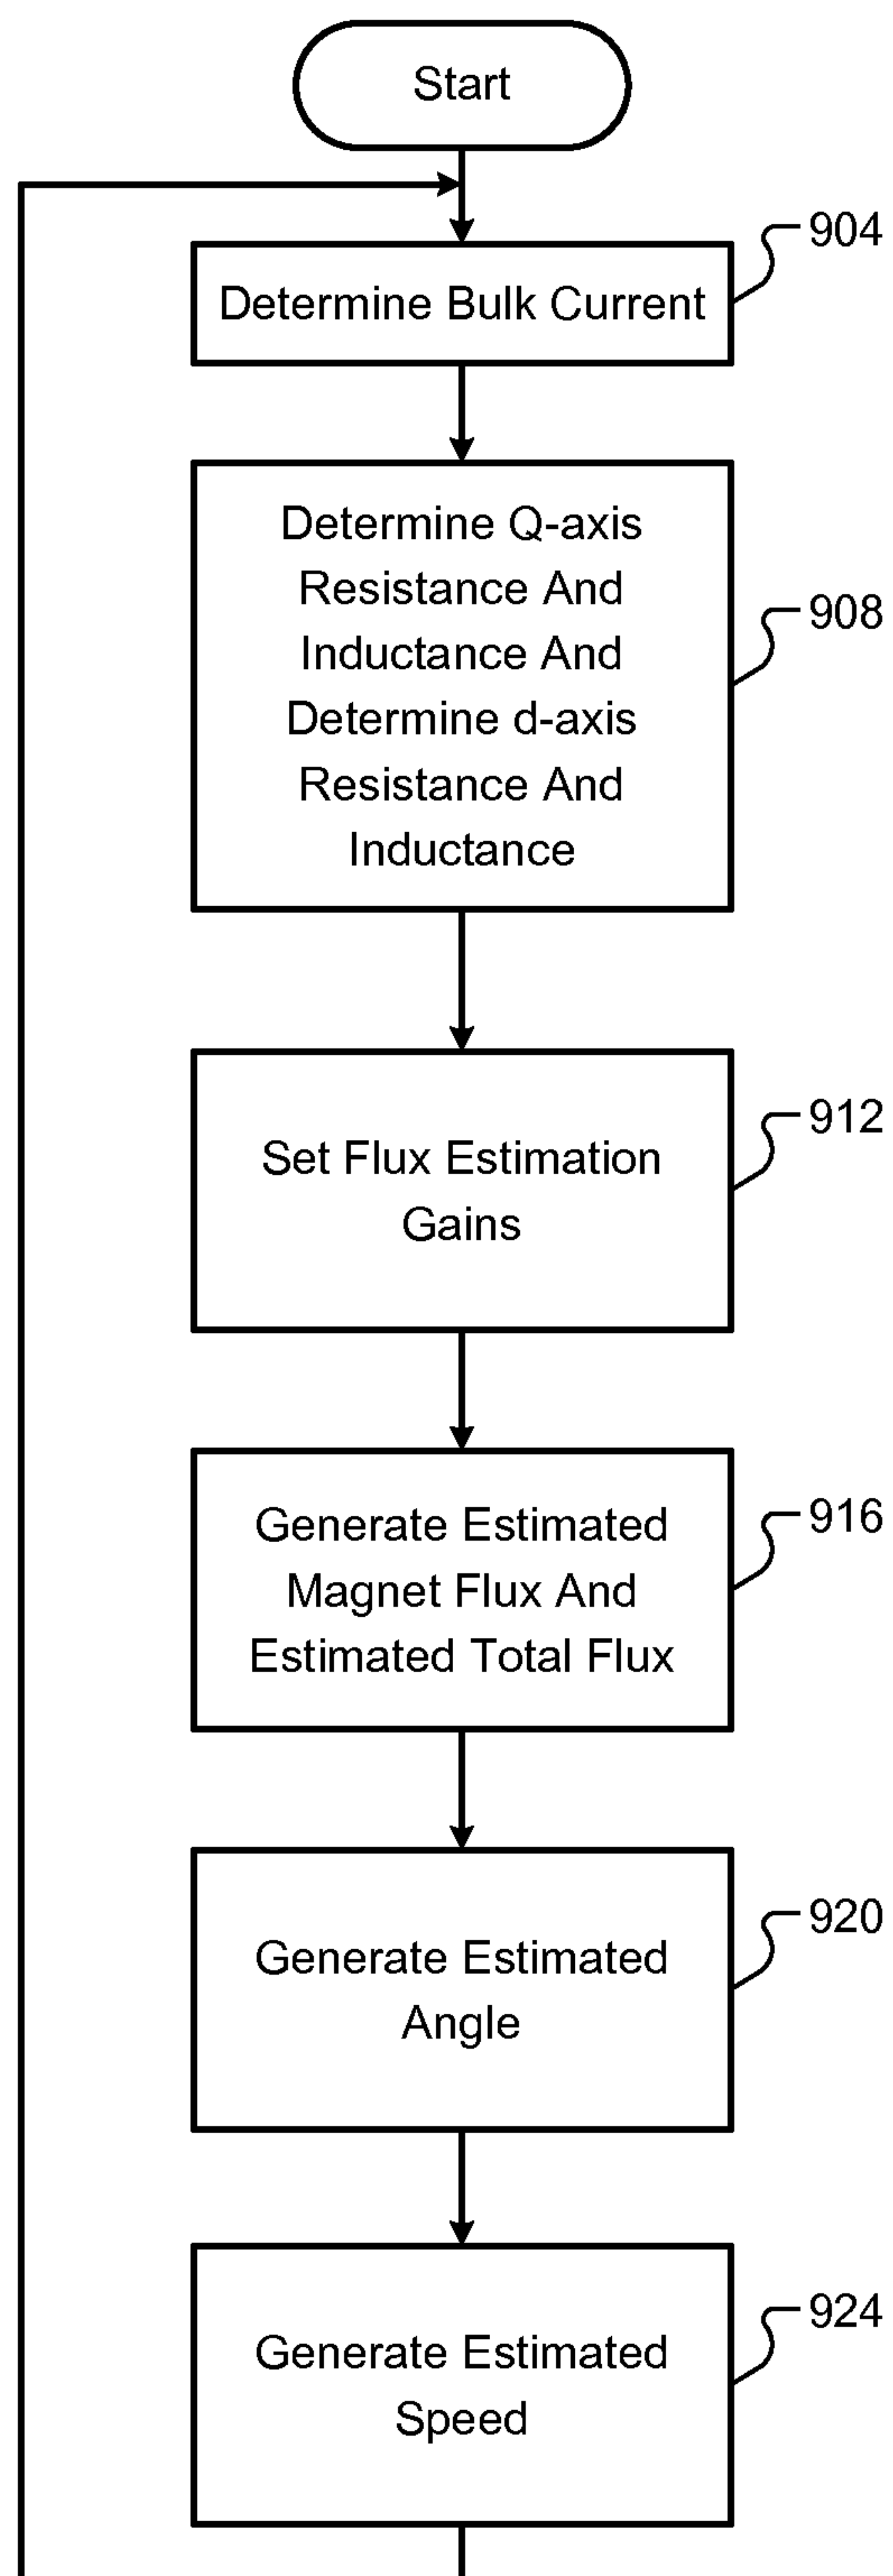 Start
904
Determine Bulk Current
Determine Q-axis
Resistance And
Inductance And
Determine d-axis
Resistance And
Inductance
908
Set Flux Estimation
Gains
912
Generate Estimated
Magnet Flux And
Estimated Total Flux
916
Generate Estimated
Angle
920
Generate Estimated
Speed
924